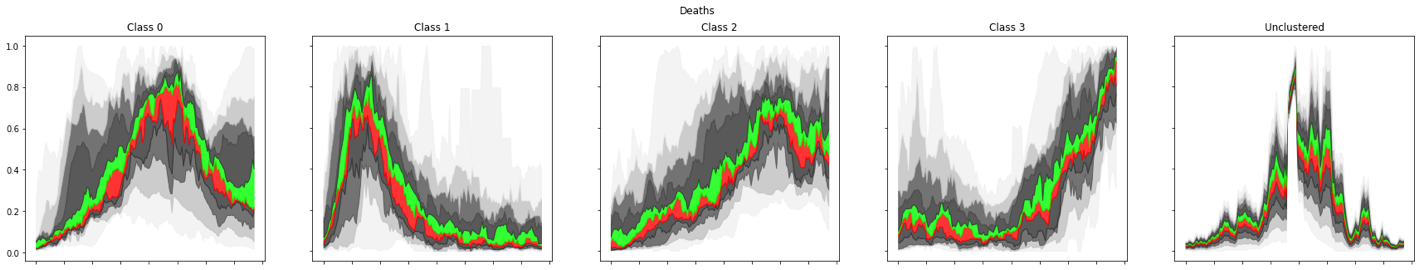 Deaths
Class 0
Class 1
Class 2
Class 3
Unclustered
1.0
0.8
0.6
0.4
0.2
0.0